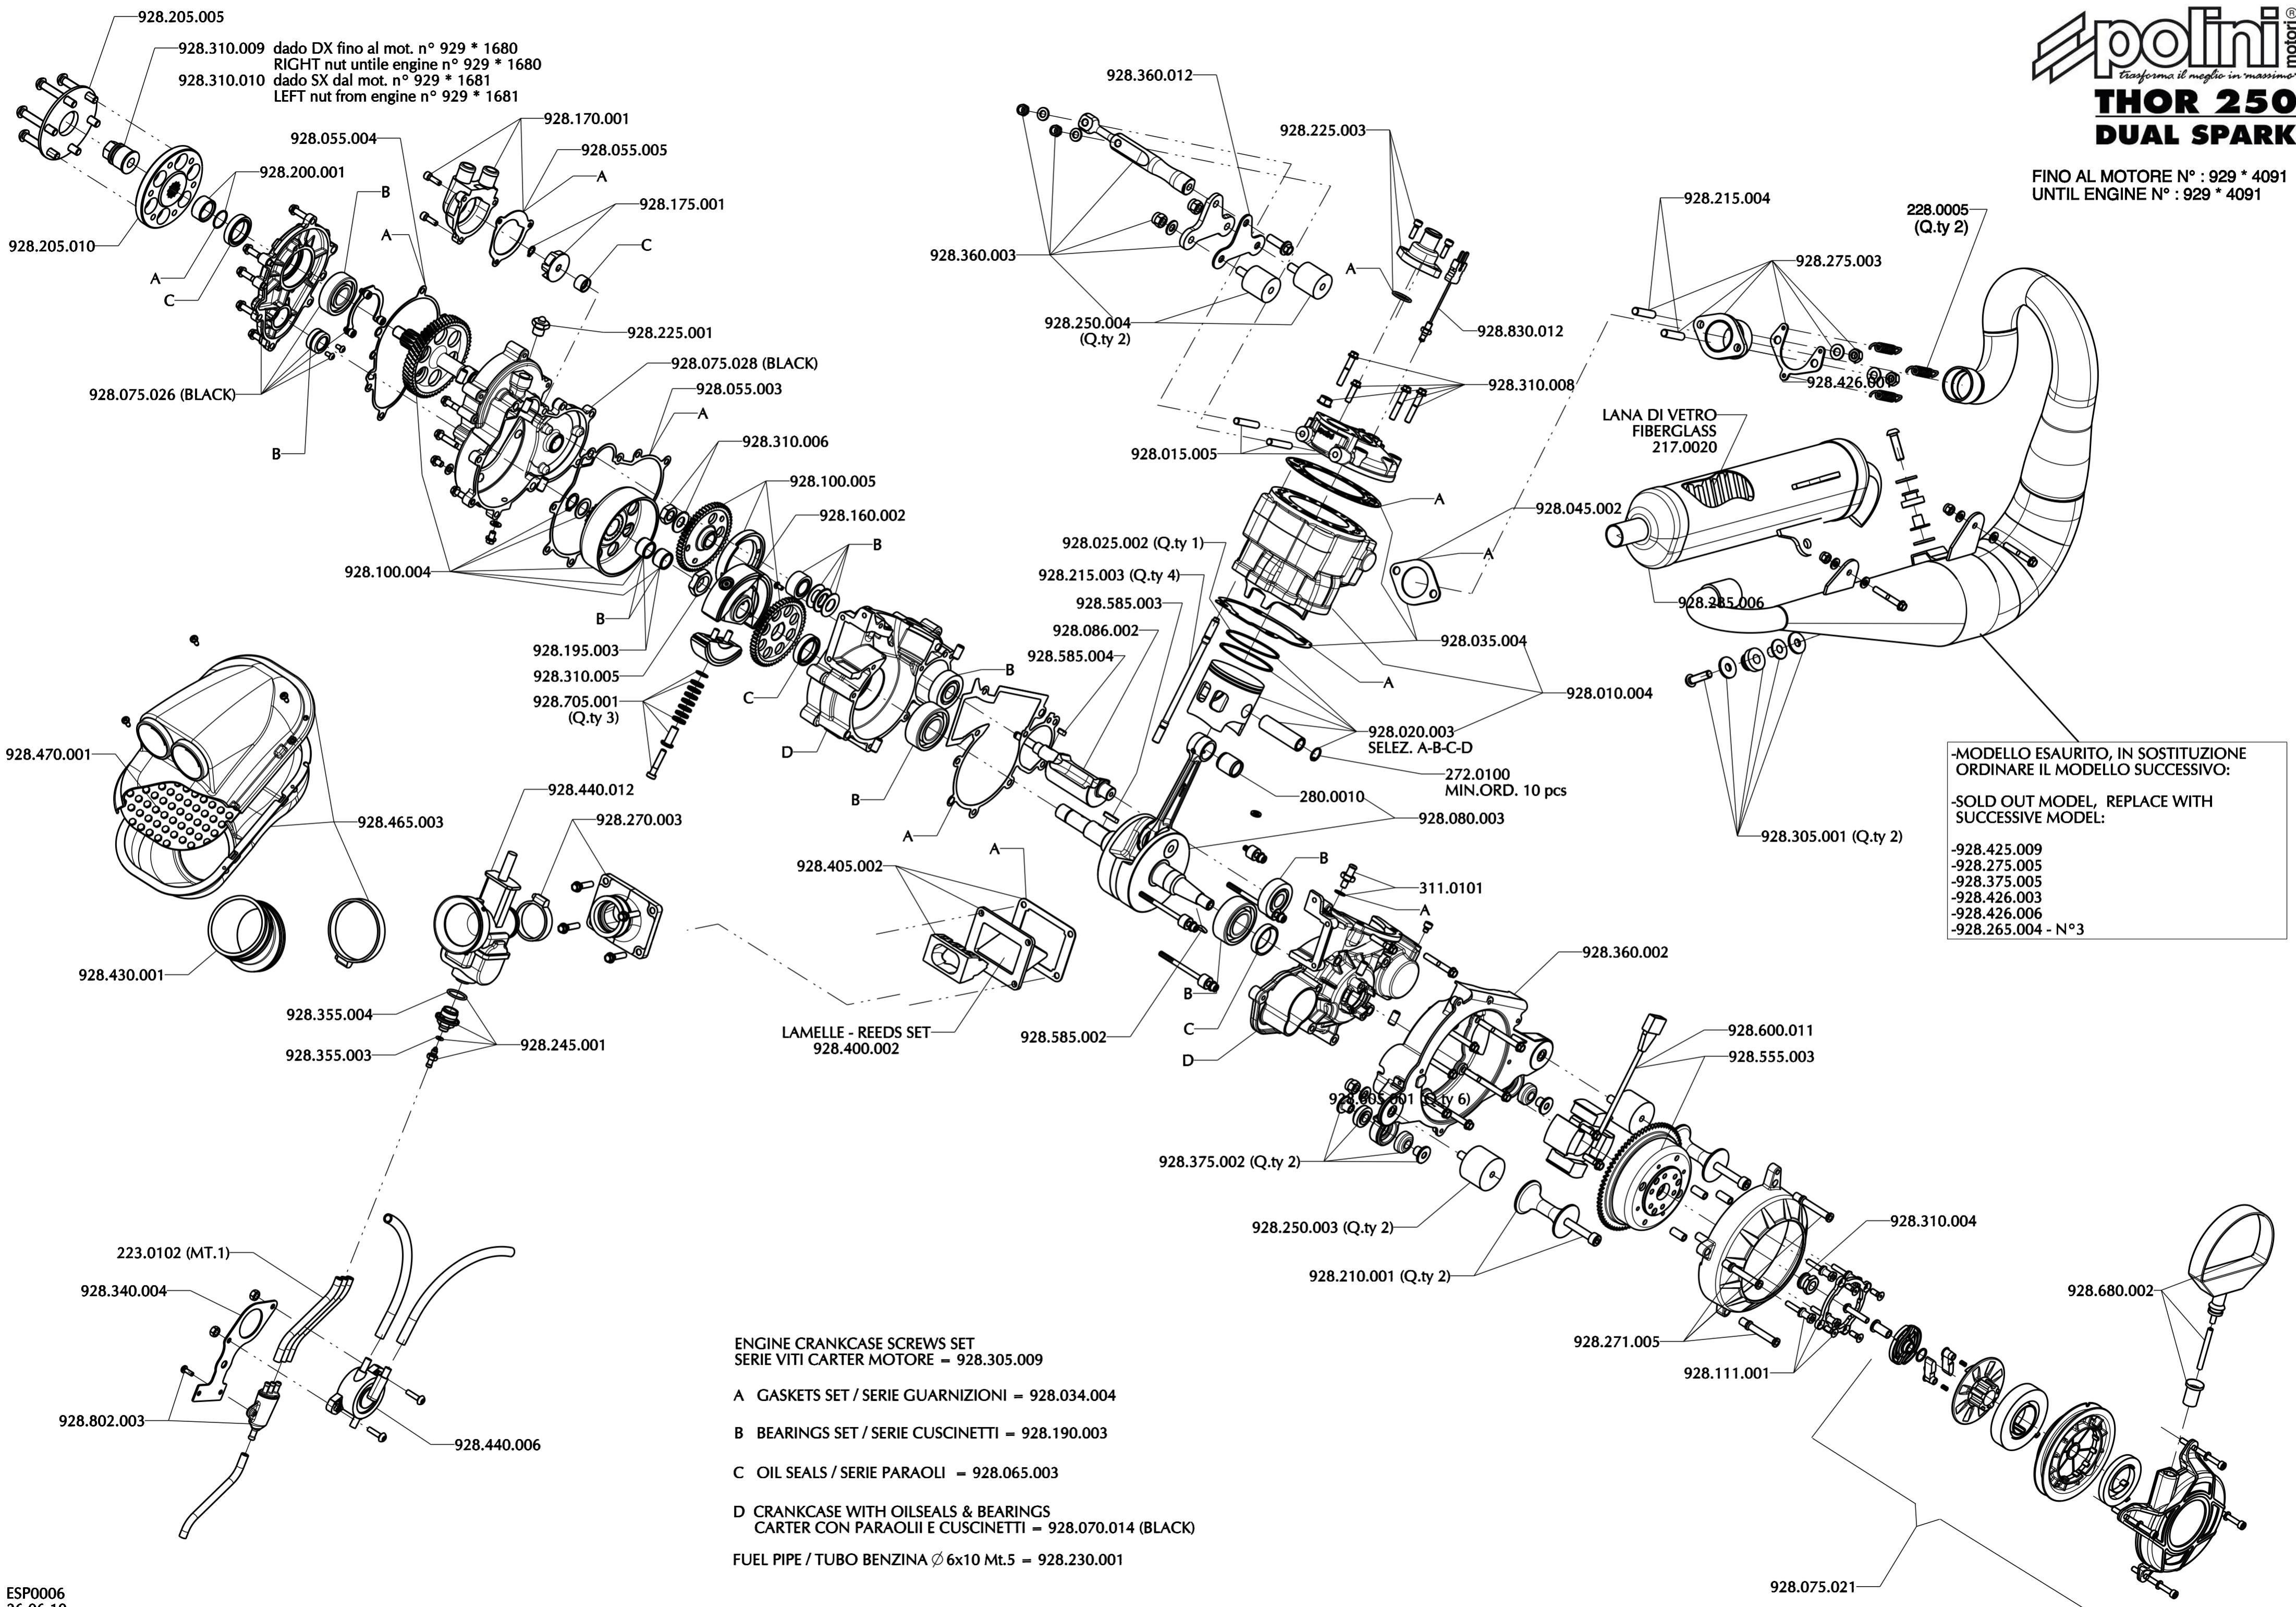 polini motori ®
trasforma il meglio in massimo
THOR 250
DUAL SPARK
FINO AL MOTORE N° : 929 * 4091
UNTIL ENGINE N° : 929 * 4091
928.205.005
928.310.009 dado DX fino al mot. n° 929 * 1680
RIGHT nut untile engine n° 929 * 1680
928.310.010 dado SX dal mot. n° 929 * 1681
LEFT nut from engine n° 929 * 1681
928.170.001
928.055.004
928.055.005
A
928.200.001
B
928.175.001
A
C
928.205.010
A
C
928.225.001
928.075.028 (BLACK)
928.055.003
928.075.026 (BLACK)
A
B
928.310.006
928.100.005
928.160.002
B
928.100.004
B
928.195.003
928.310.005
928.705.001
(Q.ty 3)
C
D
B
B
A
928.360.012
928.225.003
928.360.003
A
928.250.004
(Q.ty 2)
928.830.012
928.310.008
928.015.005
A
928.045.002
928.025.002 (Q.ty 1)
A
928.215.003 (Q.ty 4)
928.585.003
928.086.002
928.585.004
928.035.004
A
928.010.004
928.020.003
SELEZ. A-B-C-D
272.0100
MIN.ORD. 10 pcs
280.0010
928.080.003
928.215.004
228.0005
(Q.ty 2)
928.275.003
928.426.001
LANA DI VETRO
FIBERGLASS
217.0020
928.285.006
928.305.001 (Q.ty 2)
-MODELLO ESAURITO, IN SOSTITUZIONE
ORDINARE IL MODELLO SUCCESSIVO:
-SOLD OUT MODEL, REPLACE WITH
SUCCESSIVE MODEL:
-928.425.009
-928.275.005
-928.375.005
-928.426.003
-928.426.006
-928.265.004 - N°3
928.470.001
928.465.003
928.440.012
928.270.003
928.430.001
928.355.004
928.355.003
928.245.001
928.405.002
A
LAMELLE - REEDS SET
928.400.002
B
311.0101
A
928.585.002
B
C
D
928.360.002
928.600.011
928.555.003
928.305.001 (Q.ty 6)
928.375.002 (Q.ty 2)
928.250.003 (Q.ty 2)
928.210.001 (Q.ty 2)
928.310.004
928.271.005
928.111.001
928.680.002
928.075.021
223.0102 (MT.1)
928.340.004
928.802.003
928.440.006
ENGINE CRANKCASE SCREWS SET
SERIE VITI CARTER MOTORE = 928.305.009
A GASKETS SET / SERIE GUARNIZIONI = 928.034.004
B BEARINGS SET / SERIE CUSCINETTI = 928.190.003
C OIL SEALS / SERIE PARAOLI = 928.065.003
D CRANKCASE WITH OILSEALS & BEARINGS
CARTER CON PARAOLII E CUSCINETTI = 928.070.014 (BLACK)
FUEL PIPE / TUBO BENZINA ∅ 6x10 Mt.5 = 928.230.001
ESP0006